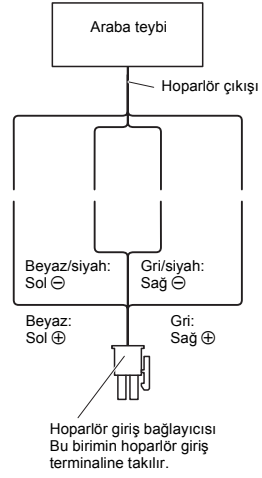 Araba teybi
Hoparlör çıkışı
Beyaz/siyah:
Sol ⊖
Gri/siyah:
Sağ ⊖
Beyaz:
Sol ⊕
Gri:
Sağ ⊕
Hoparlör giriş bağlayıcısı
Bu birimin hoparlör giriş
terminaline takılır.